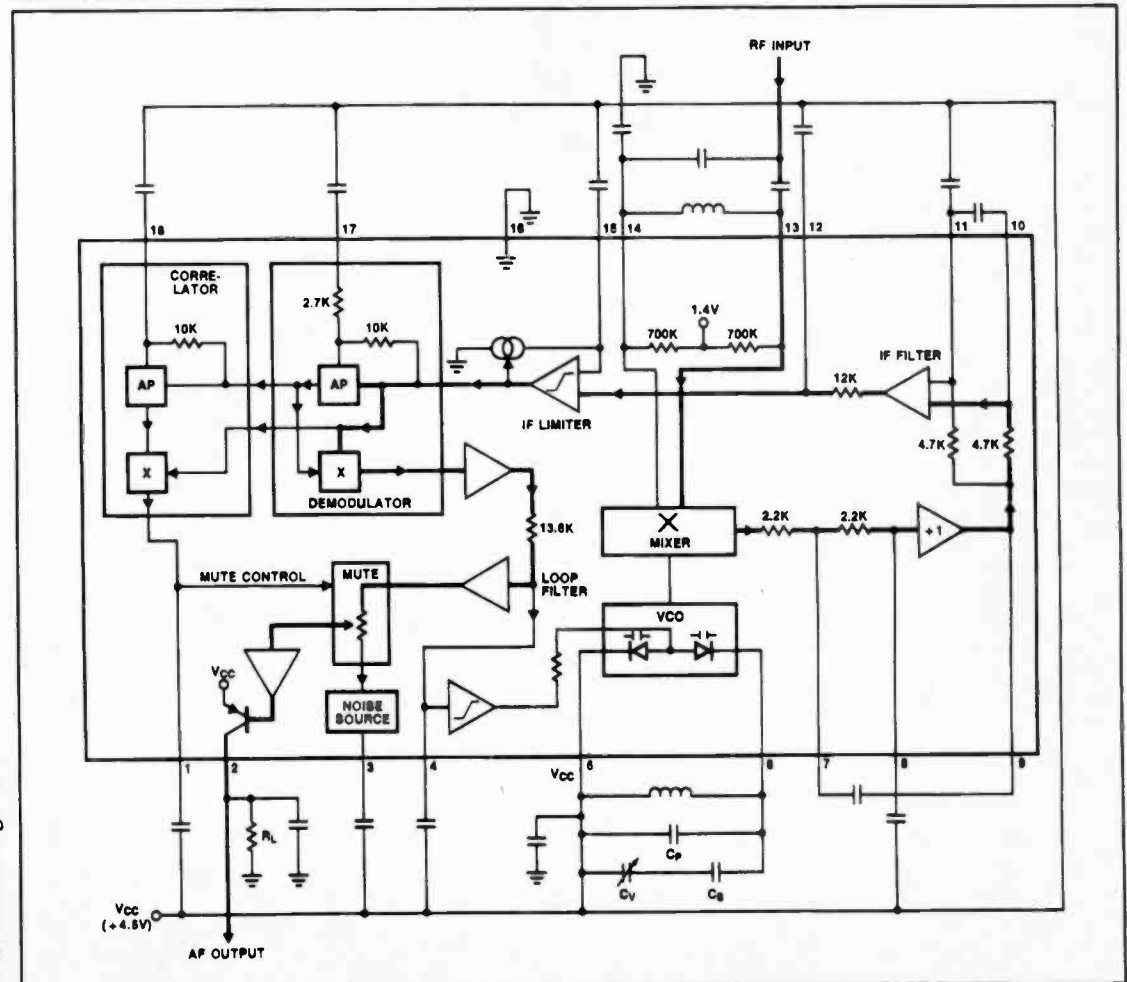 RF INPUT
18
17
16
15
14
13
12
11
10
CORRE-
LATOR
2.7K
10K
10K
1.4V
700K
700K
IF FILTER
AP
AP
12K
IF LIMITER
4.7K
4.7K
X
X
DEMODULATOR
13.6K
MIXER
2.2K
2.2K
+1
MUTE CONTROL
MUTE
LOOP
FILTER
VCO
VCC
NOISE
SOURCE
1
2
3
4
VCC
6
6
7
8
9
RL
CP
CV
CS
VCC
(+4.5V)
AF OUTPUT